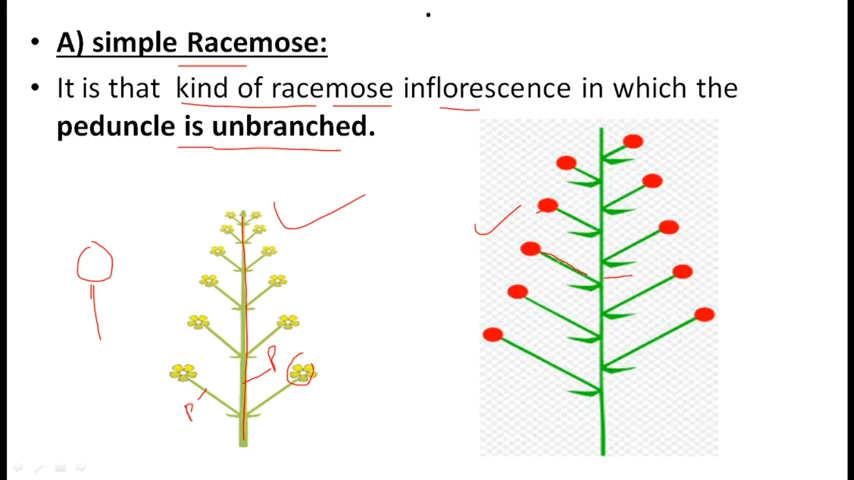 • A) simple Racemose:
• It is that kind of racemose inflorescence in which the
peduncle is unbranched.
P
P